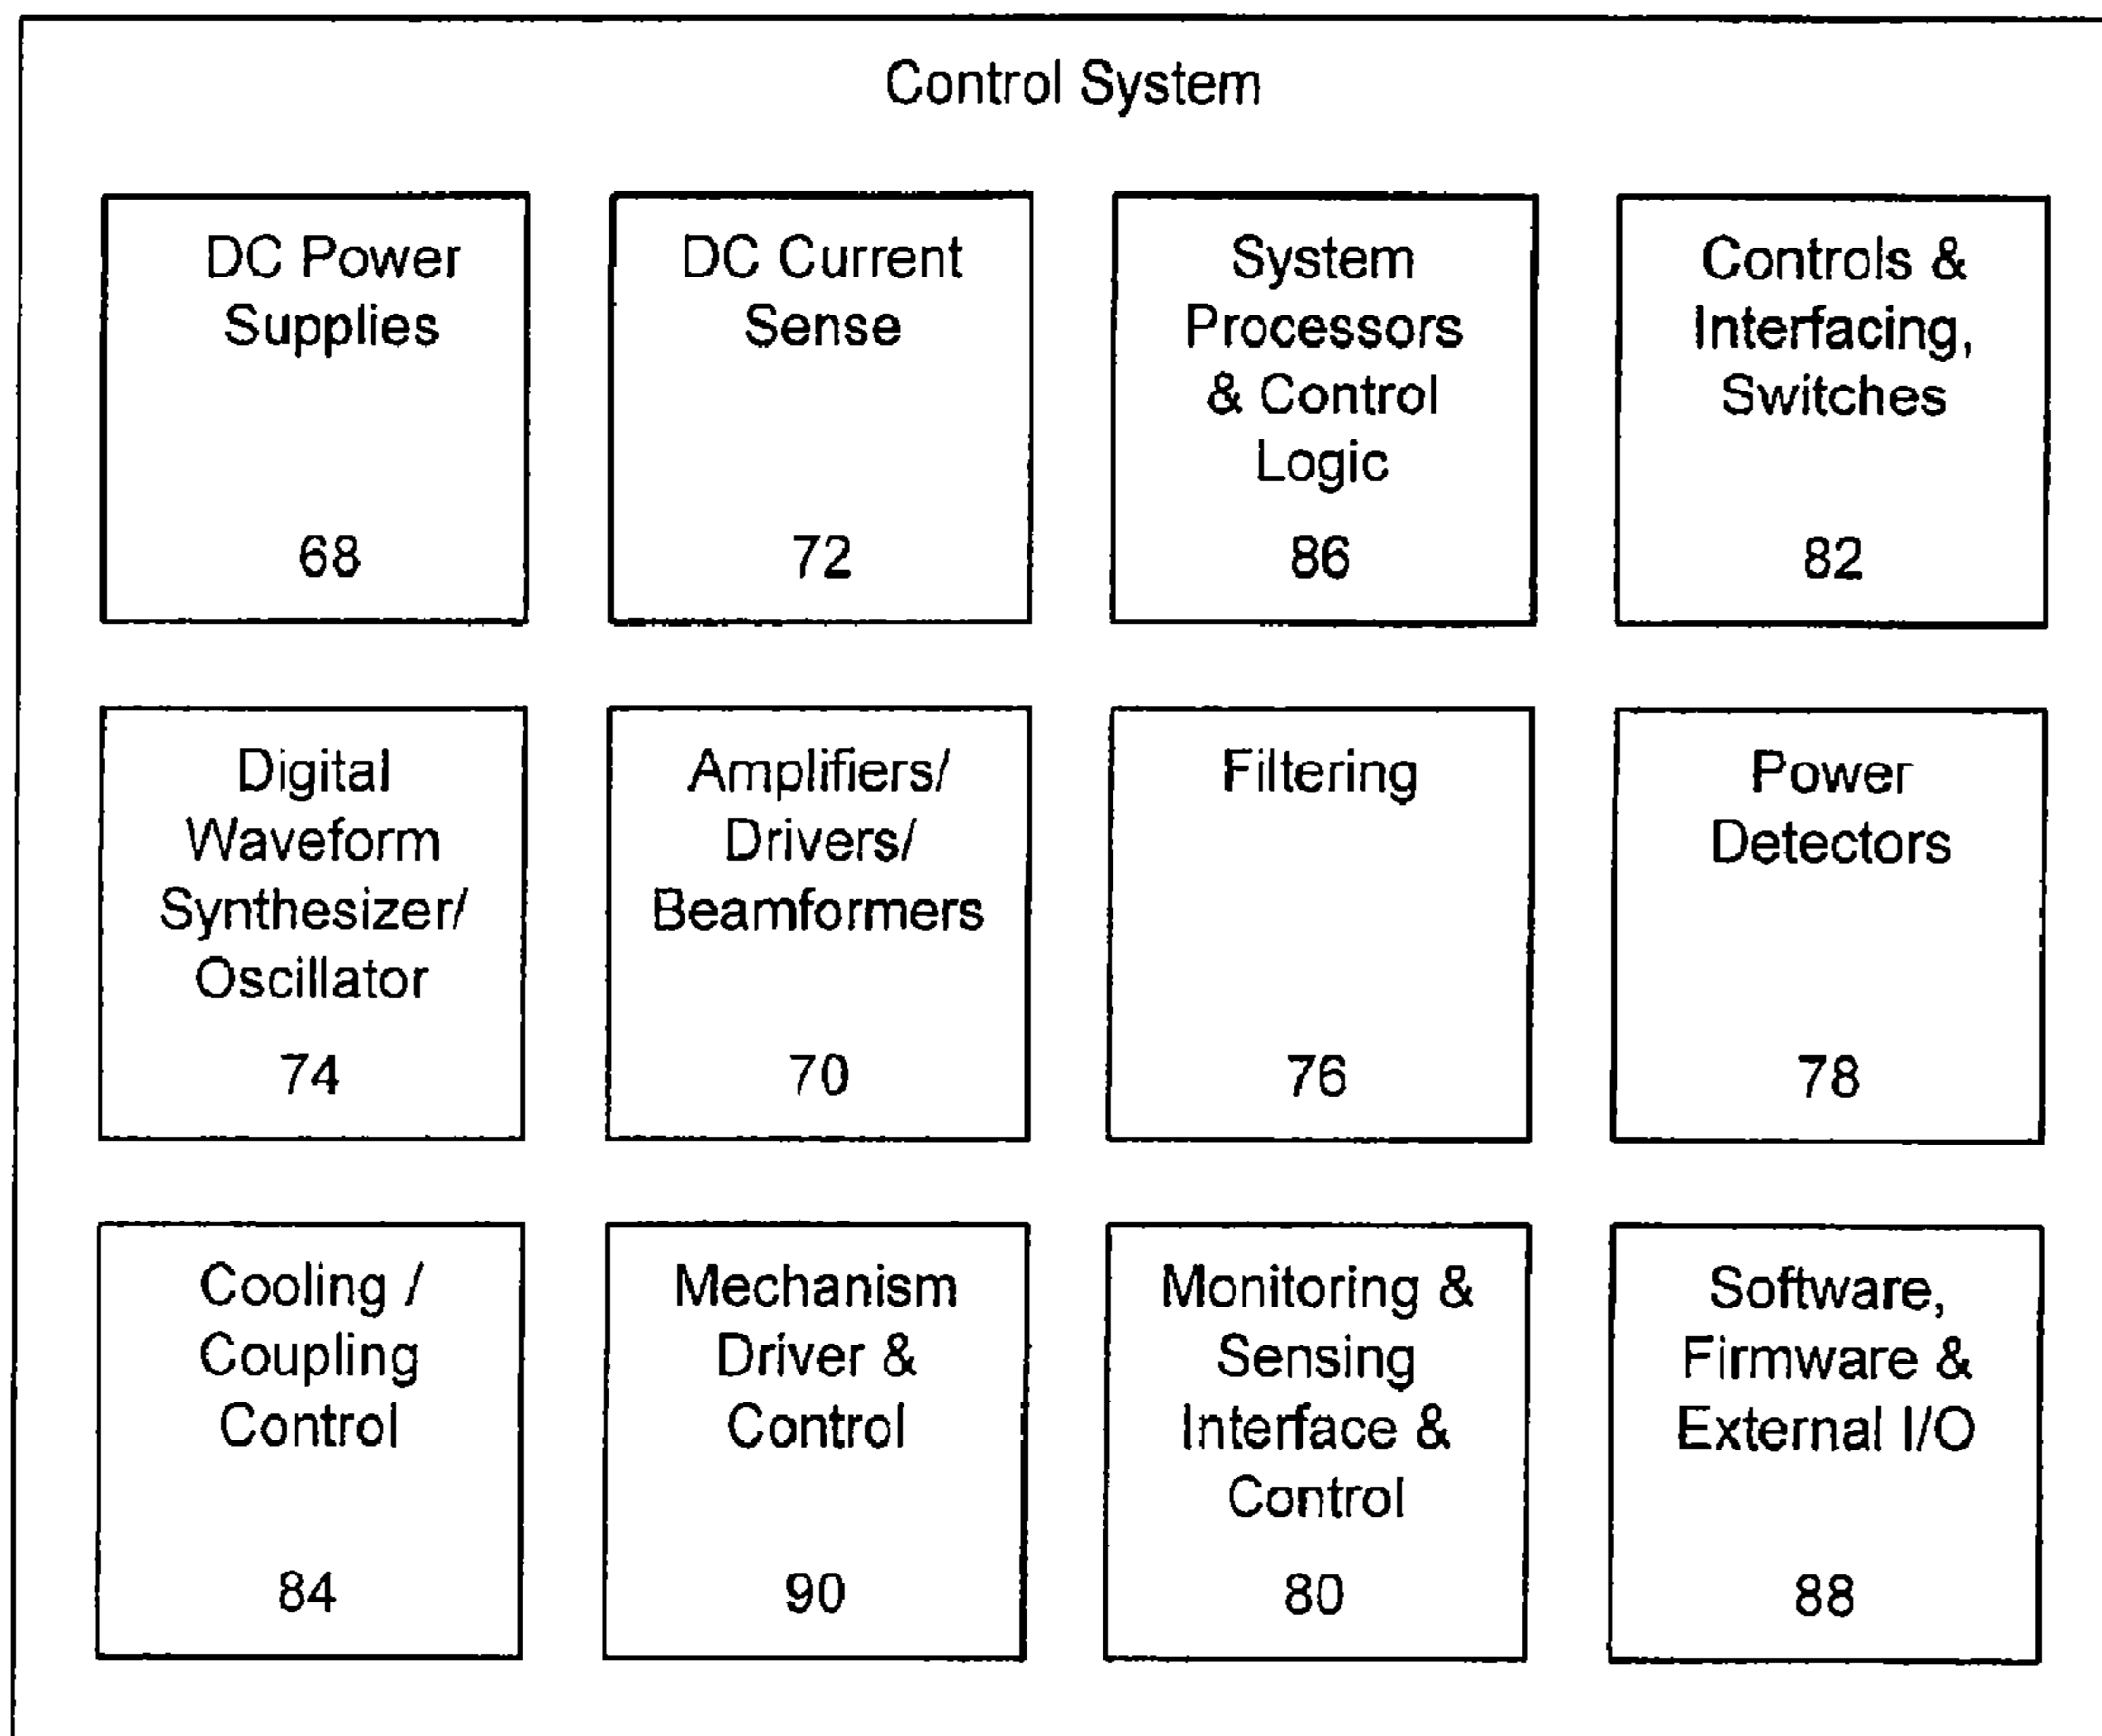 Control System
DC Power
Supplies
68
DC Current
Sense
72
System
Processors
& Control
Logic
86
Controls &
Interfacing,
Switches
82
Digital
Waveform
Synthesizer/
Oscillator
74
Amplifiers/
Drivers/
Beamformers
70
Filtering
76
Power
Detectors
78
Cooling /
Coupling
Control
84
Mechanism
Driver &
Control
90
Monitoring &
Sensing
Interface &
Control
80
Software,
Firmware &
External I/O
88